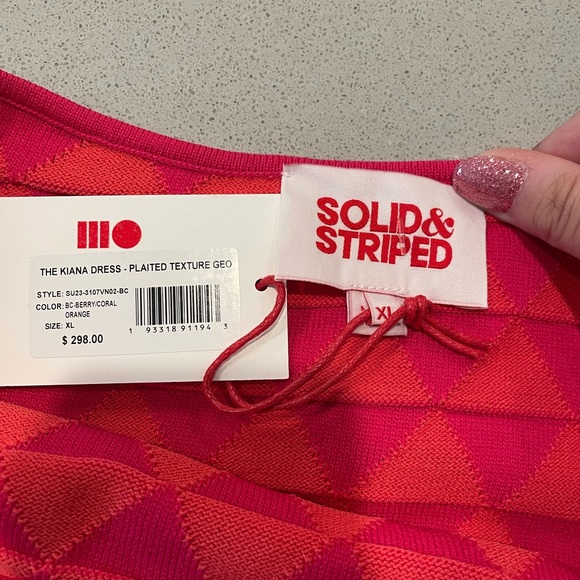 SOLID&
STRIPED
XL
THE KIANA DRESS - PLAITED TEXTURE GEO
STYLE: SU23-3107VN02-BC
COLOR: BC-BERRY/CORAL
ORANGE
SIZE: XL
$ 298.00
1 93318 91194 3